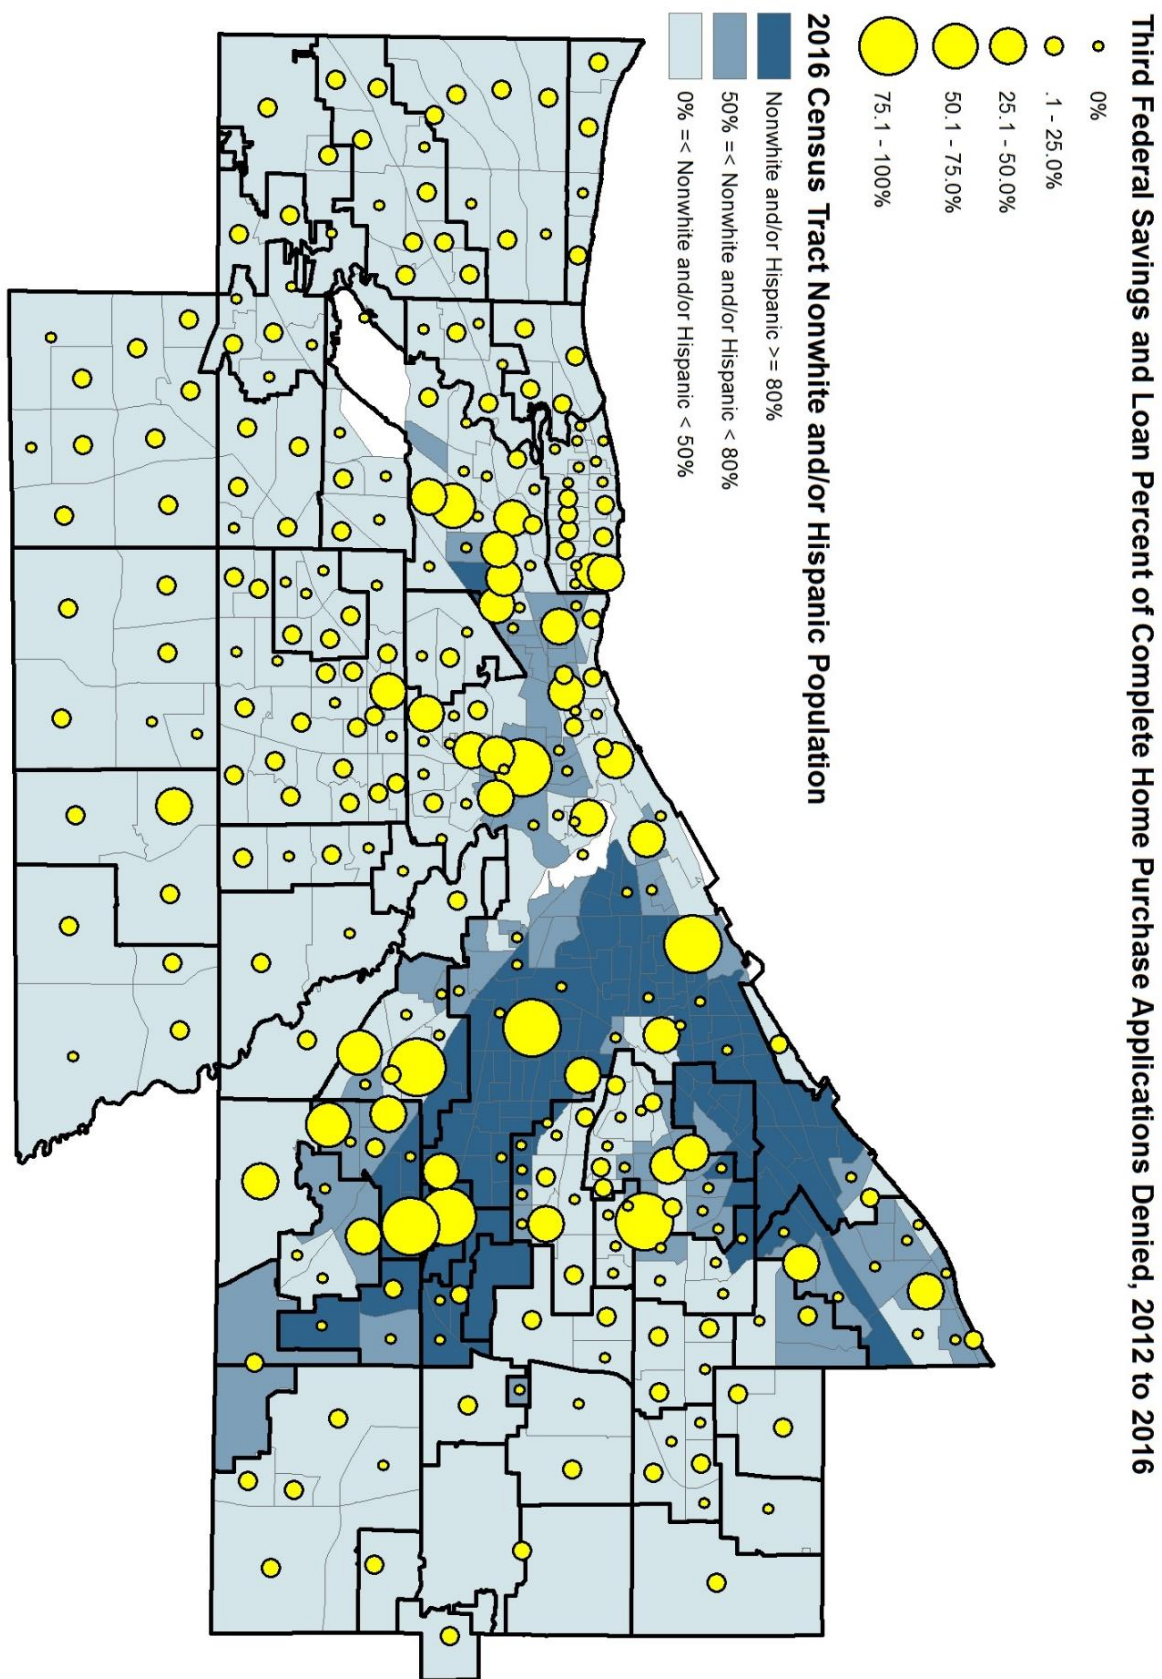 Third Federal Savings and Loan Percent of Complete Home Purchase Applications Denied, 2012 to 2016
0%
.1 - 25.0%
25.1 - 50.0%
50.1 - 75.0%
75.1 - 100%
2016 Census Tract Nonwhite and/or Hispanic Population
Nonwhite and/or Hispanic >= 80%
50% =< Nonwhite and/or Hispanic < 80%
0% =< Nonwhite and/or Hispanic < 50%